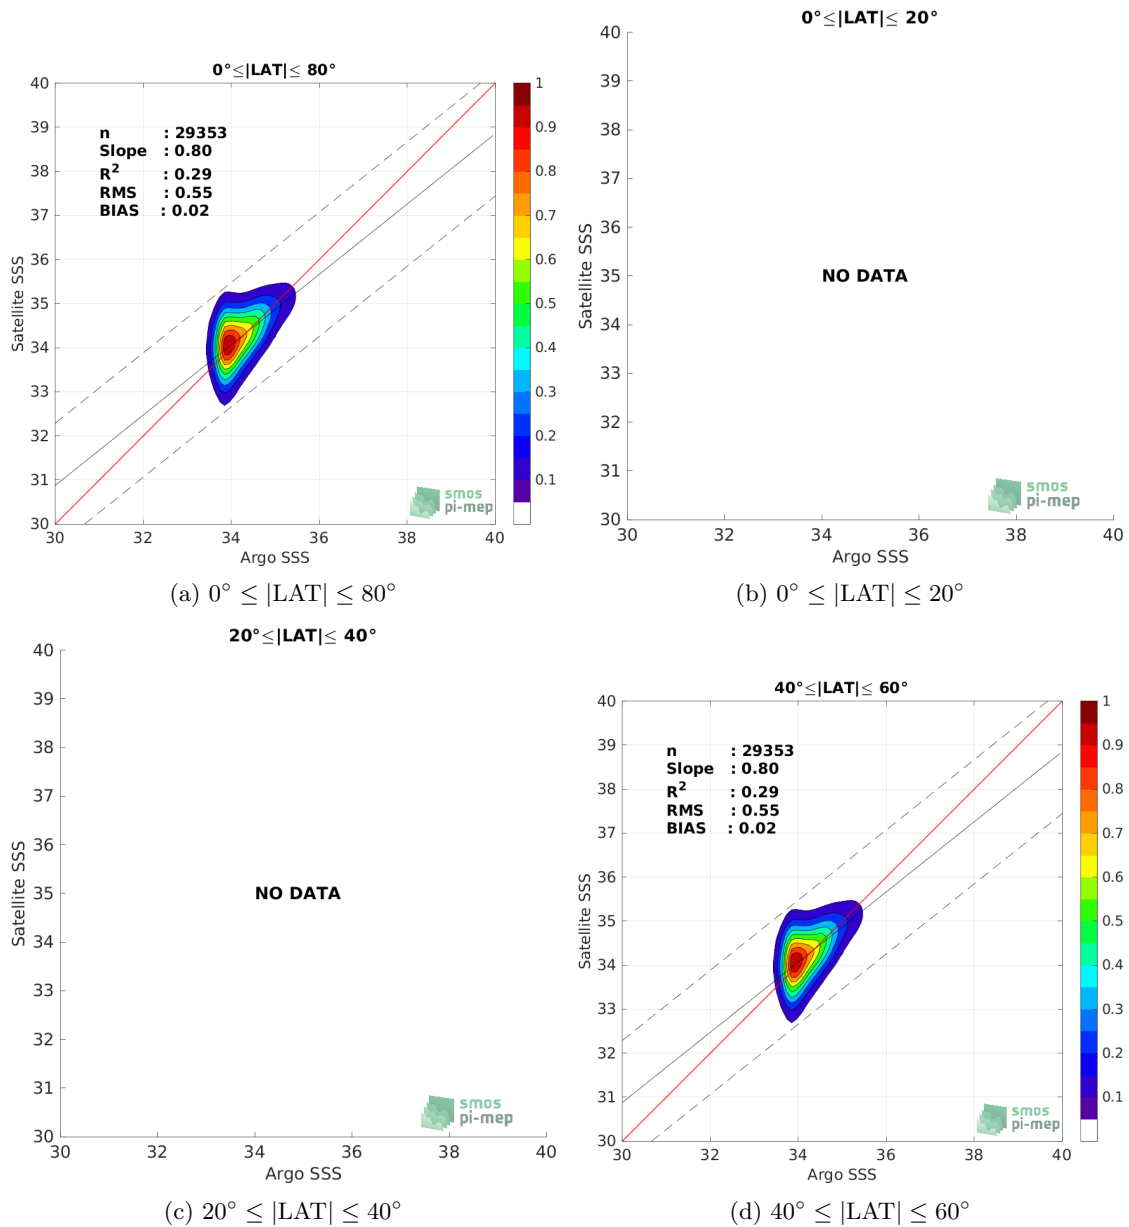 0°≤|LAT|≤ 80°
n : 29353
Slope : 0.80
R² : 0.29
RMS : 0.55
BIAS : 0.02
40
39
38
37
36
35
34
33
32
31
30
Satellite SSS
30 32 34 36 38 40
Argo SSS
1
0.9
0.8
0.7
0.6
0.5
0.4
0.3
0.2
0.1
smos
pi-mep
(a) 0° ≤ |LAT| ≤ 80°
0°≤|LAT|≤ 20°
40
39
38
37
36
35
34
33
32
31
30
Satellite SSS
NO DATA
30 32 34 36 38 40
Argo SSS
smos
pi-mep
(b) 0° ≤ |LAT| ≤ 20°
20°≤|LAT|≤ 40°
40
39
38
37
36
35
34
33
32
31
30
Satellite SSS
NO DATA
30 32 34 36 38 40
Argo SSS
smos
pi-mep
(c) 20° ≤ |LAT| ≤ 40°
40°≤|LAT|≤ 60°
n : 29353
Slope : 0.80
R² : 0.29
RMS : 0.55
BIAS : 0.02
40
39
38
37
36
35
34
33
32
31
30
Satellite SSS
30 32 34 36 38 40
Argo SSS
1
0.9
0.8
0.7
0.6
0.5
0.4
0.3
0.2
0.1
smos
pi-mep
(d) 40° ≤ |LAT| ≤ 60°